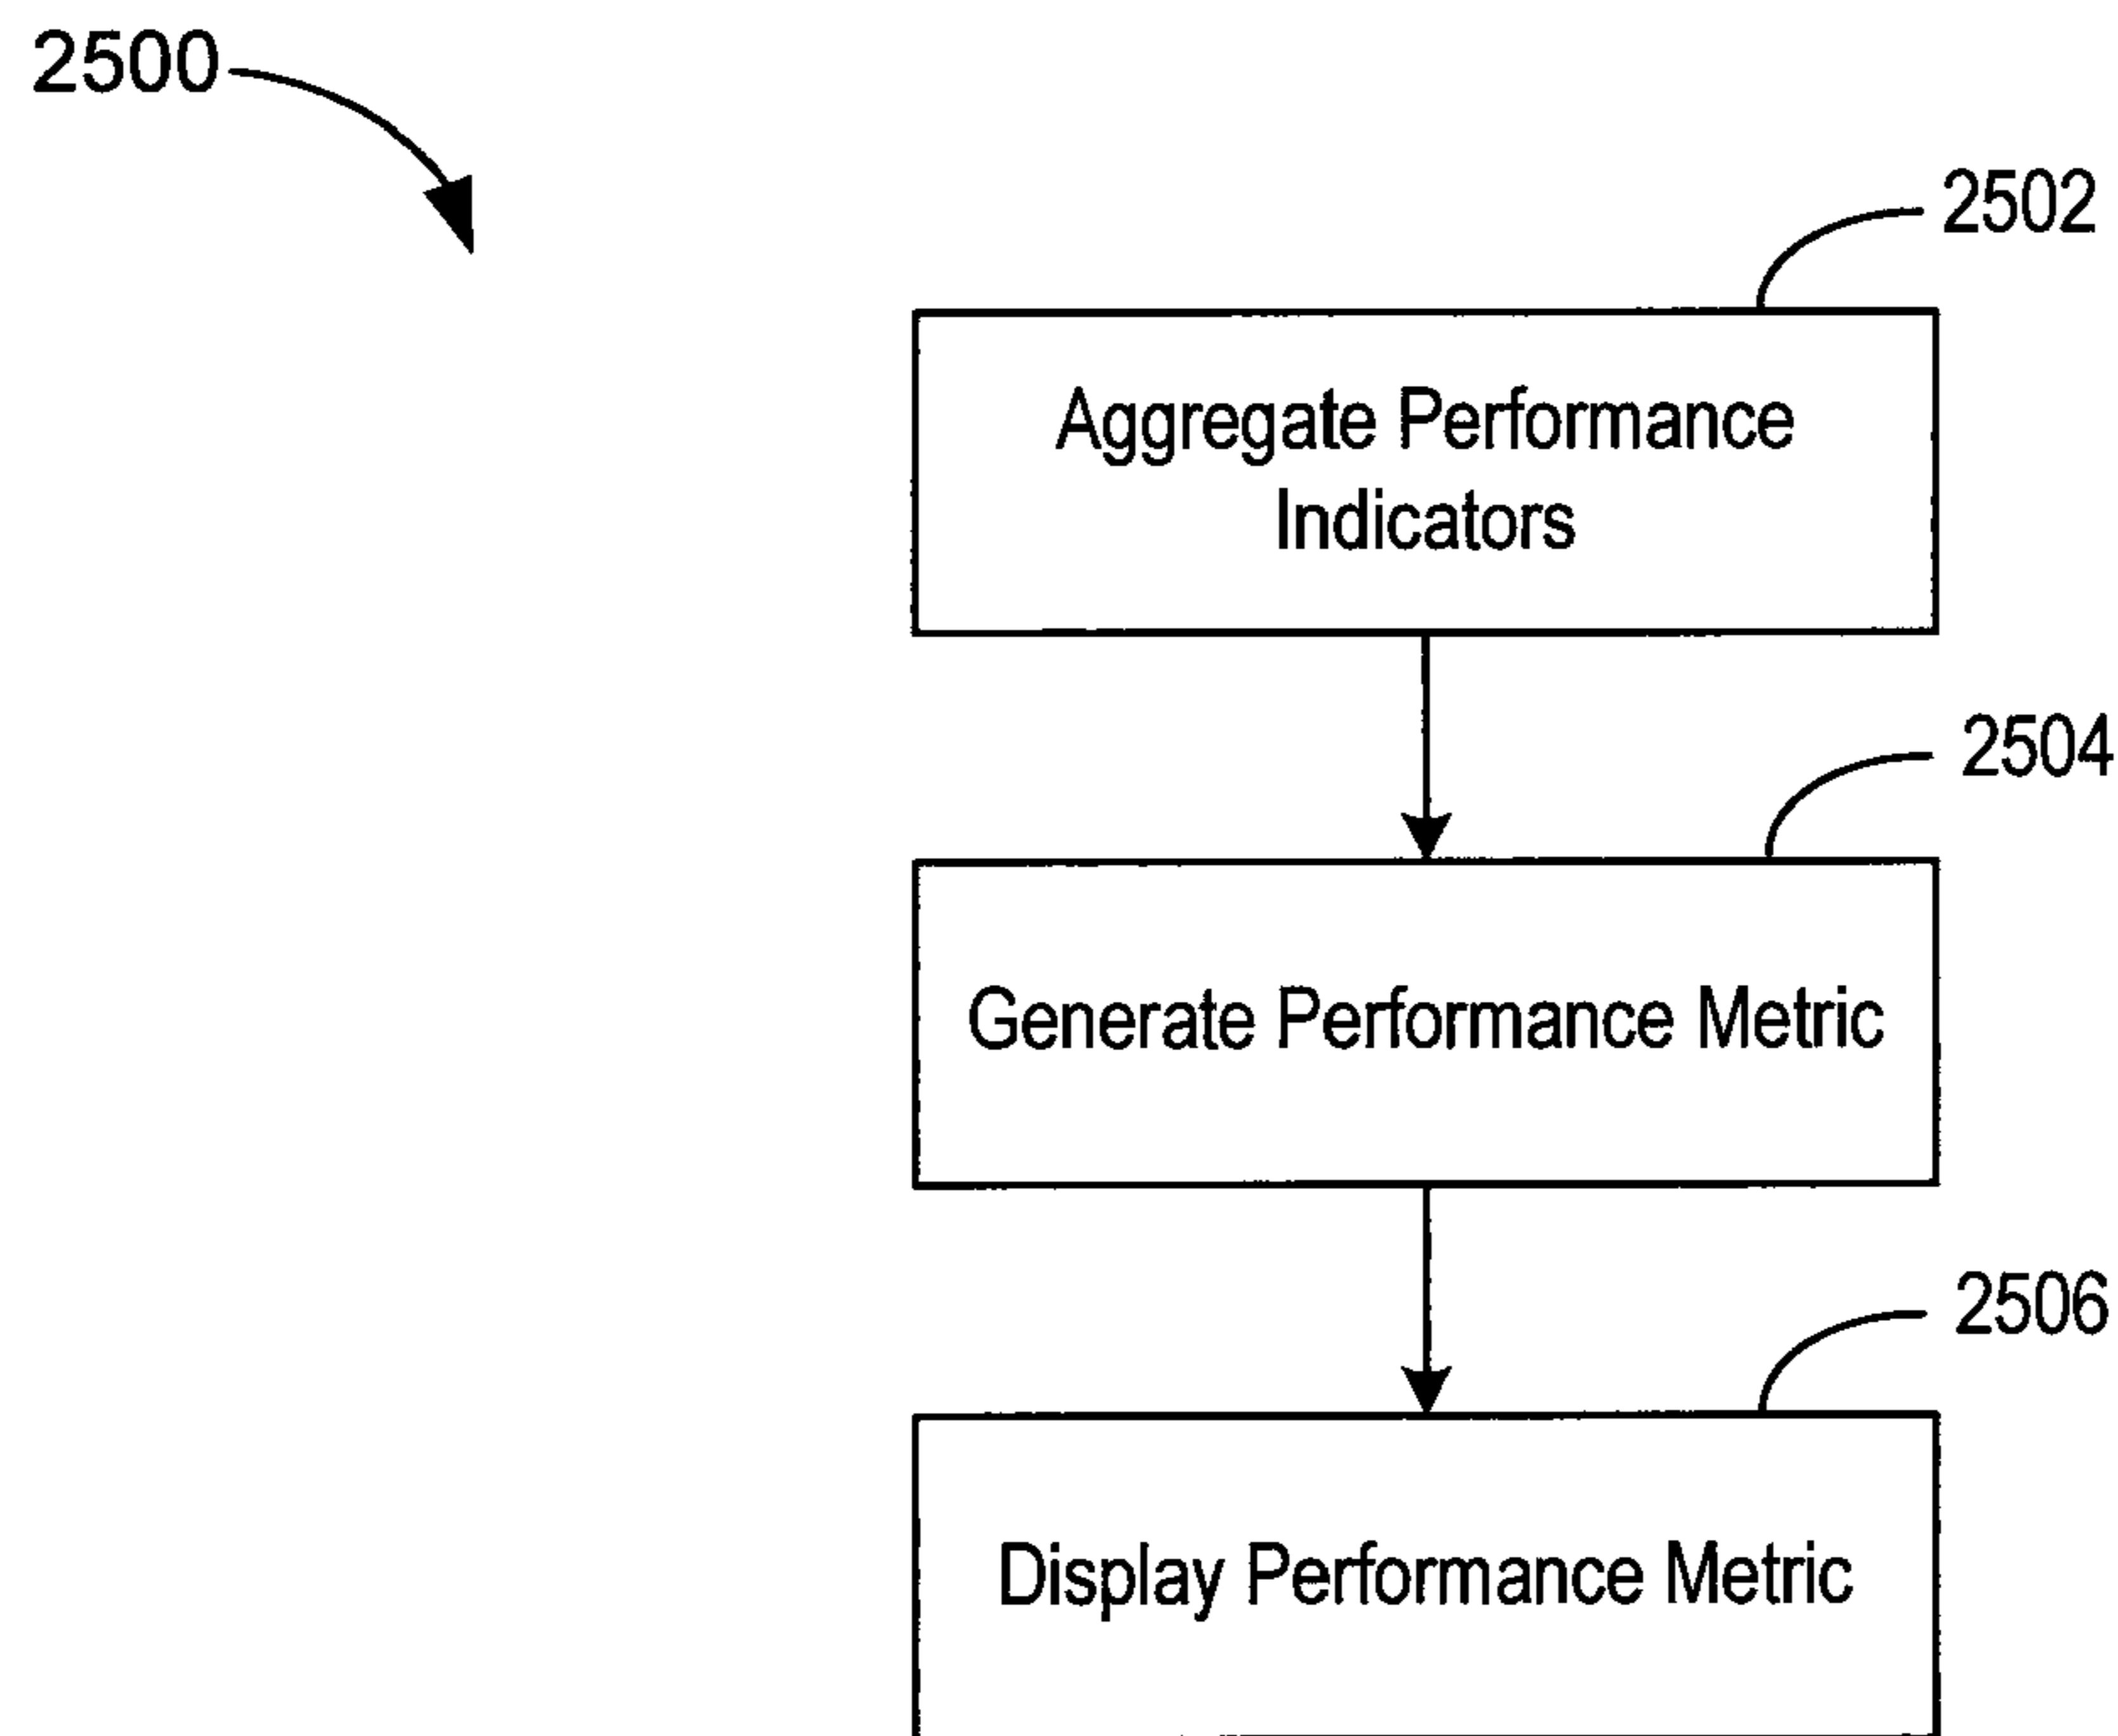 2500
2502
Aggregate Performance
Indicators
2504
Generate Performance Metric
2506
Display Performance Metric